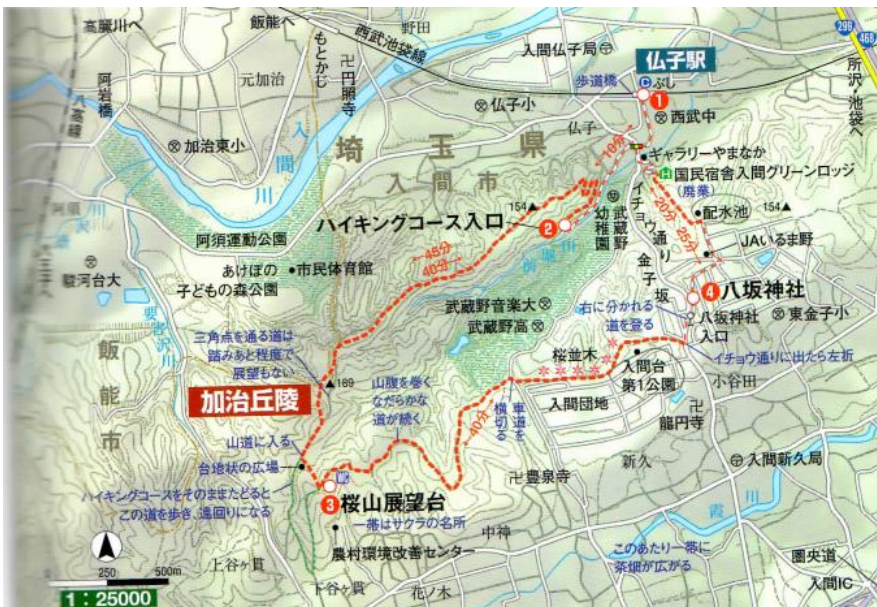 高麗川へ
飯能へ
西武池袋線
野田
入間仏子局
仏子駅
299
468
所沢・池袋へ
阿岩橋
八高線
元加治
もとかじ
円照寺
仏子小
歩道橋
ぶし
1
西武中
加治東小
入間川
埼玉県
入間市
仏子
←10分
ギャラリーやまなか
国民宿舎入間グリーンロッジ
(廃業)
154
ハイキングコース入口
2
武蔵野幼稚園
イチョウ通り
20分
25分
配水池
154
JAいるま野
阿須
阿須運動公園
駿河台大
あけぼの
子どもの森公園
市民体育館
←45分
40分
金子坂
4
八坂神社
武蔵野音楽大
武蔵野高
右に分かれる
道を登る
八坂神社
入口
東金子小
要害沢川
飯能市
三角点を通る道は
踏みあと程度で
展望もない
189
加治丘陵
山腹を巻く
なだらかな
道が続く
桜並木
入間台
第1公園
イチョウ通りに出たら左折
小谷田
車道を
横切る
入間団地
←40分
龍円寺
山道に入る
台地状の広場
WC
豊泉寺
新久
入間新久局
ハイキングコースをそのままたどると
この道を歩き、遠回りになる
3
桜山展望台
一帯はサクラの名所
中神
霞川
農村環境改善センター
このあたり一帯に
茶畑が広がる
圏央道
入間IC
上谷ヶ貫
下谷ヶ貫
花ノ木
250
500m
1:25000